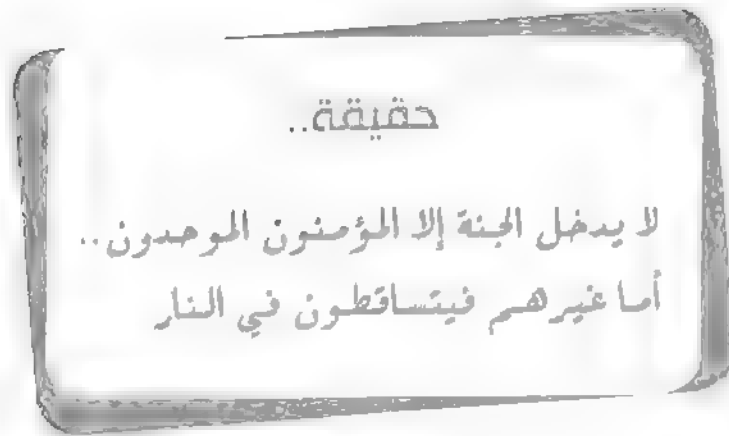 حقيقة..
لا يدخل الجنة إلا المؤمنون الموحدون..
أما غيرهم فيتساقطون في النار